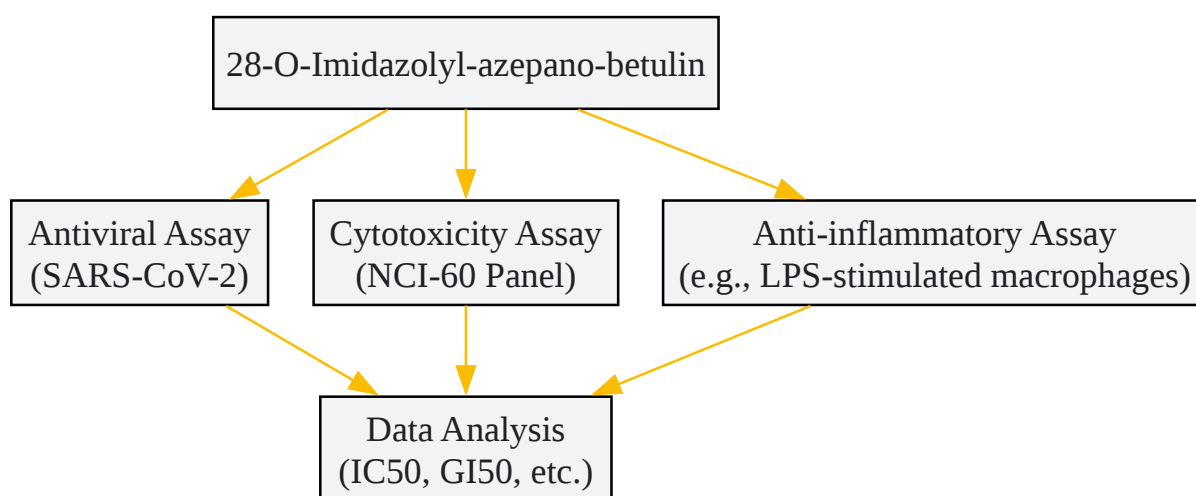 28-O-Imidazolyl-azepano-betulin
Antiviral Assay
(SARS-CoV-2)
Cytotoxicity Assay
(NCI-60 Panel)
Anti-inflammatory Assay
(e.g., LPS-stimulated macrophages)
Data Analysis
(IC50, GI50, etc.)